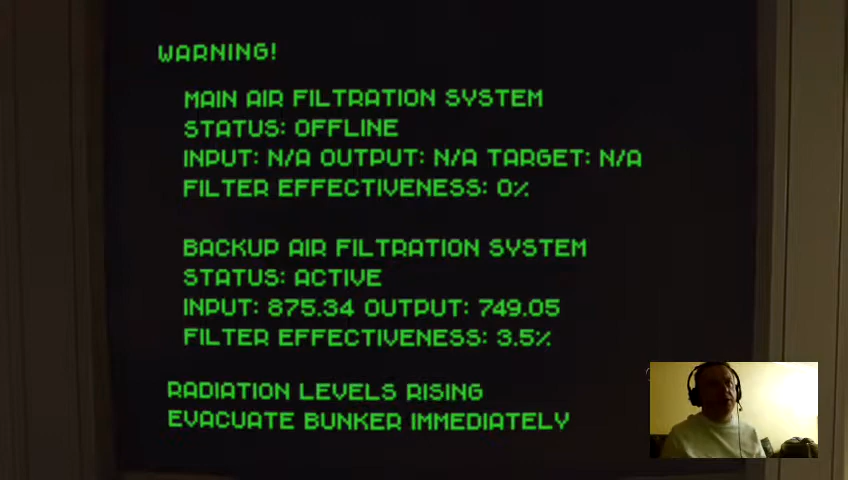 WARNING!
MAIN AIR FILTRATION SYSTEM
STATUS: OFFLINE
INPUT: N/A OUTPUT: N/A TARGET: N/A
FILTER EFFECTIVENESS: 0%
BACKUP AIR FILTRATION SYSTEM
STATUS: ACTIVE
INPUT: 875.34 OUTPUT: 749.05
FILTER EFFECTIVENESS: 3.5%
RADIATION LEVELS RISING
EVACUATE BUNKER IMMEDIATELY